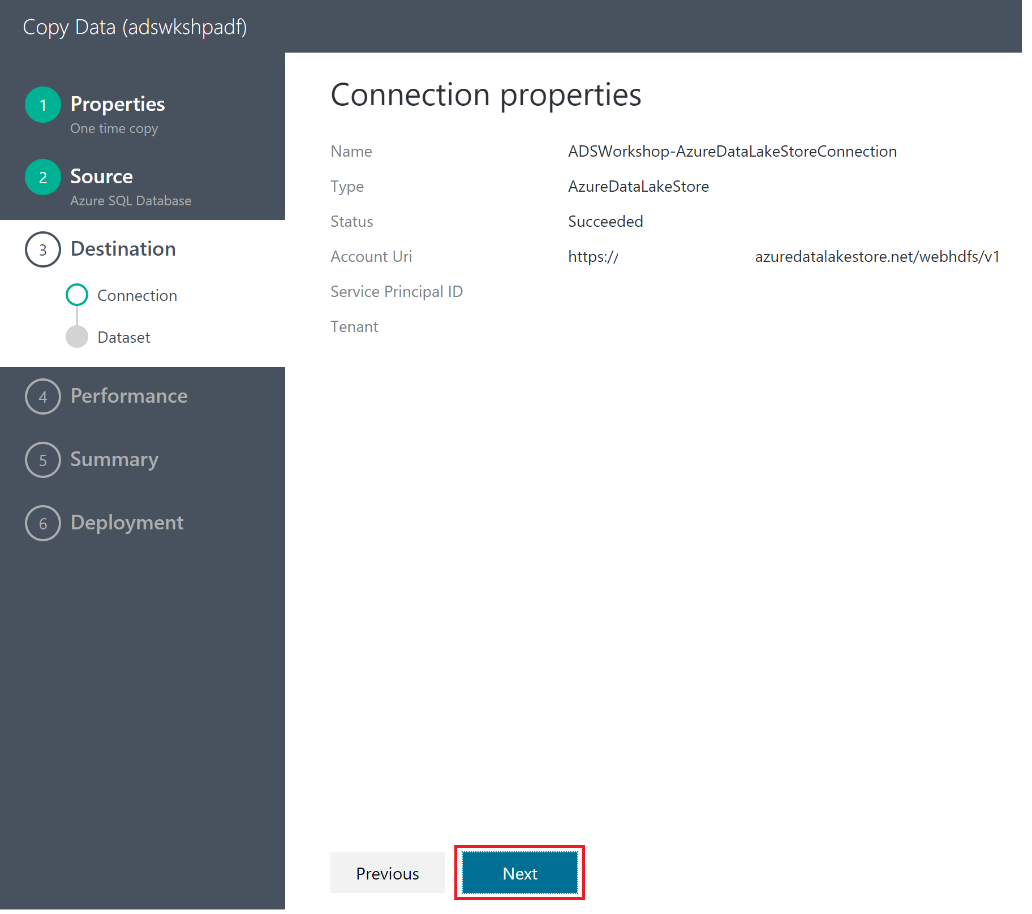 Copy Data (adswkshpadf)
1 Properties
One time copy
2 Source
Azure SQL Database
3 Destination
Connection
Dataset
4 Performance
5 Summary
6 Deployment
Connection properties
Name ADSWorkshop-AzureDataLakeStoreConnection
Type AzureDataLakeStore
Status Succeeded
Account Uri https:// azuredatalakestore.net/webhdfs/v1
Service Principal ID
Tenant
Previous Next